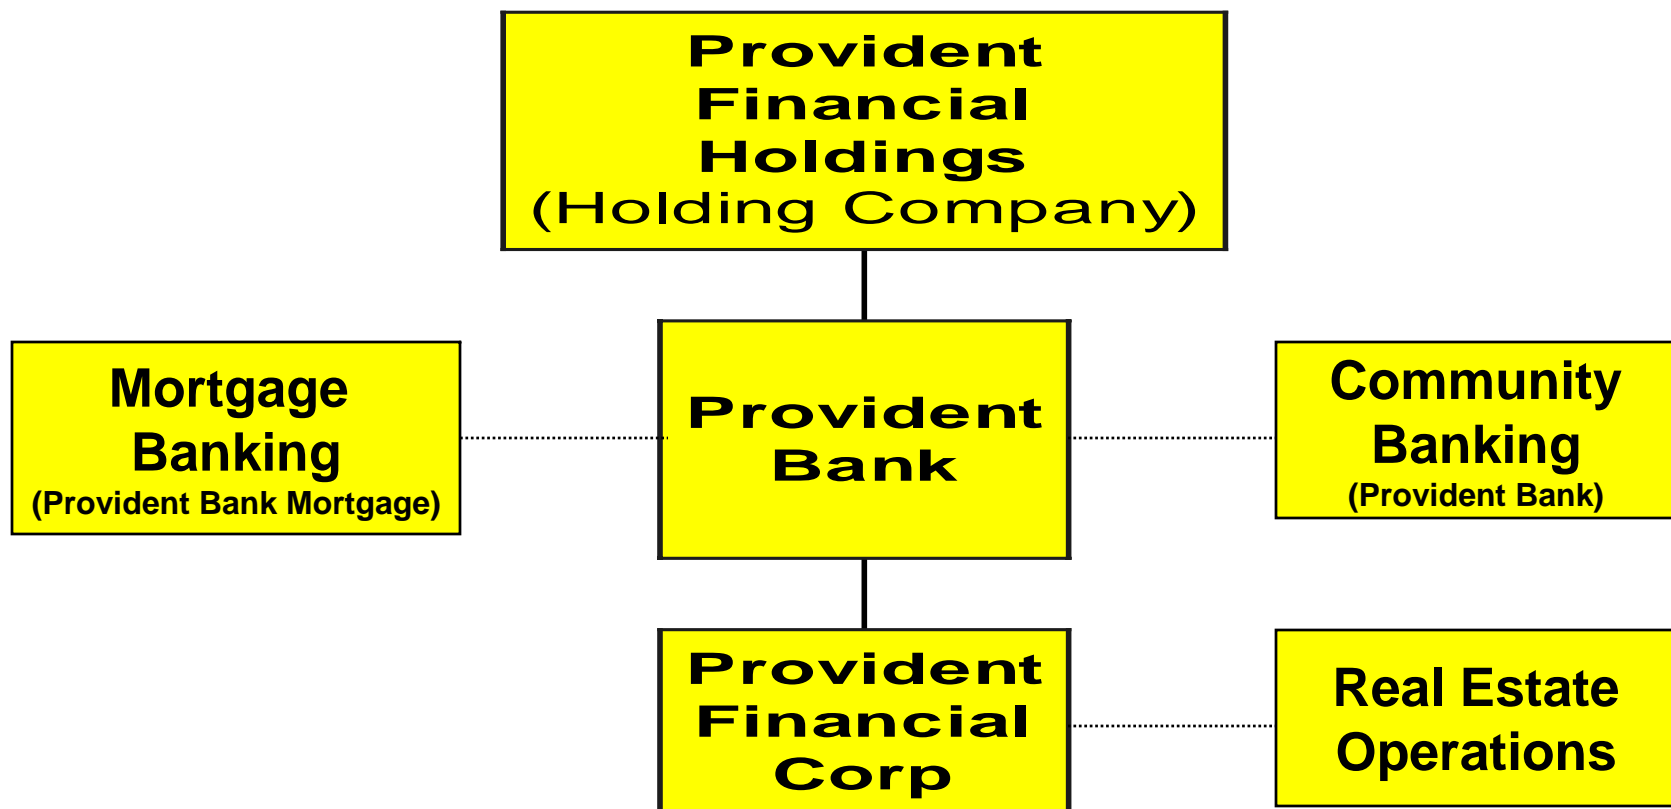 Provident
Financial
Holdings
(Holding Company)
Mortgage
Banking
(Provident Bank Mortgage)
Provident
Bank
Community
Banking
(Provident Bank)
Provident
Financial
Corp
Real Estate
Operations